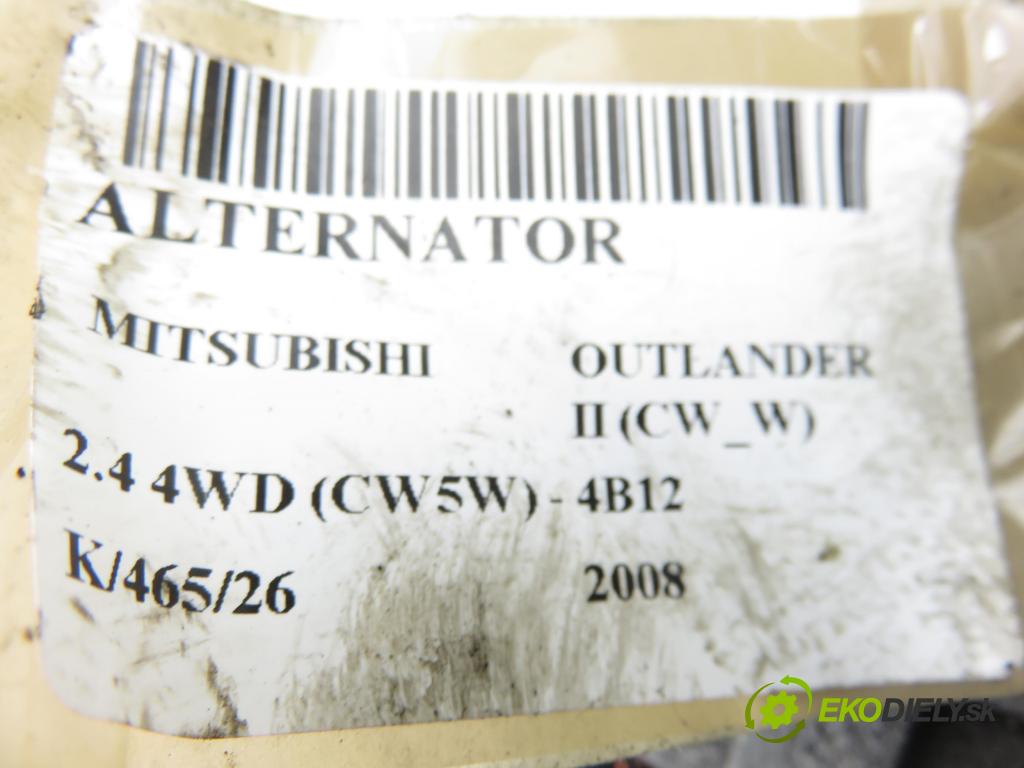 ALTERNATOR
MITSUBISHI OUTLANDER
II (CW_W)
2.4 4WD (CW5W) - 4B12
K/465/26 2008
EKODIELY.sk